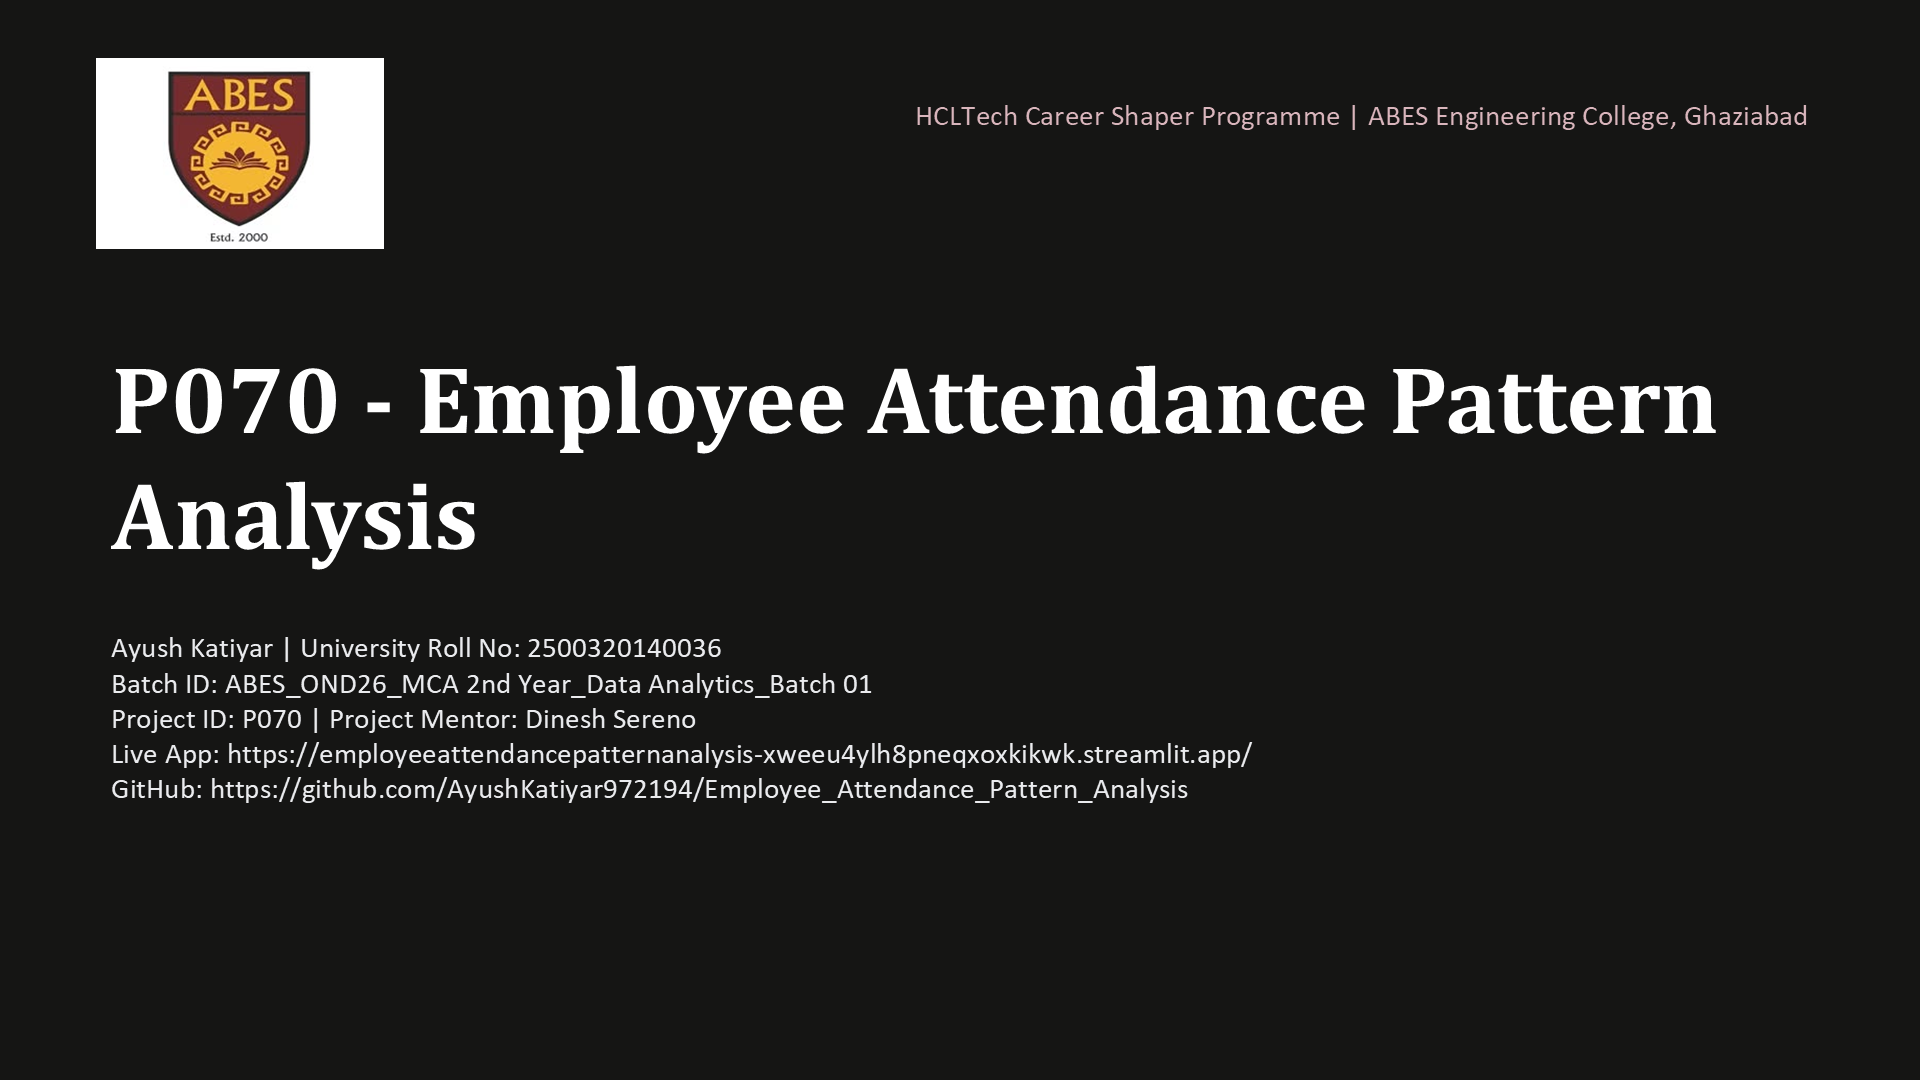 ABES
Estd. 2000
HCLTech Career Shaper Programme | ABES Engineering College, Ghaziabad
P070 - Employee Attendance Pattern
Analysis
Ayush Katiyar | University Roll No: 2500320140036
Batch ID: ABES_OND26_MCA 2nd Year_Data Analytics_Batch 01
Project ID: P070 | Project Mentor: Dinesh Sereno
Live App: https://employeeattendancepatternanalysis-xweeu4ylh8pneqxoxkikwk.streamlit.app/
GitHub: https://github.com/AyushKatiyar972194/Employee_Attendance_Pattern_Analysis